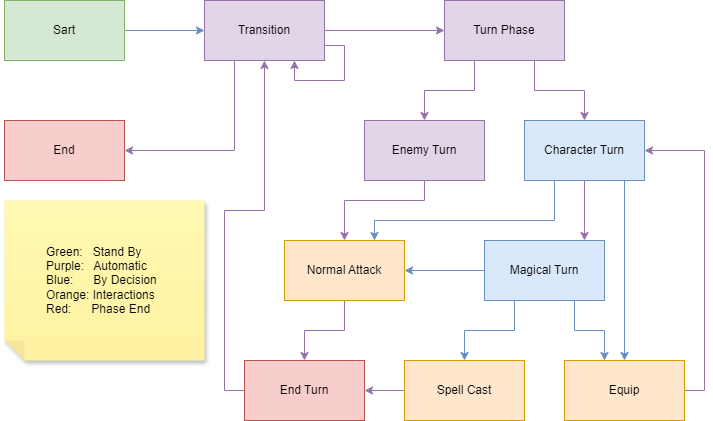 Sart
Transition
Turn Phase
End
Enemy Turn
Character Turn
Green: Stand By
Purple: Automatic
Blue: By Decision
Orange: Interactions
Red: Phase End
Normal Attack
Magical Turn
End Turn
Spell Cast
Equip